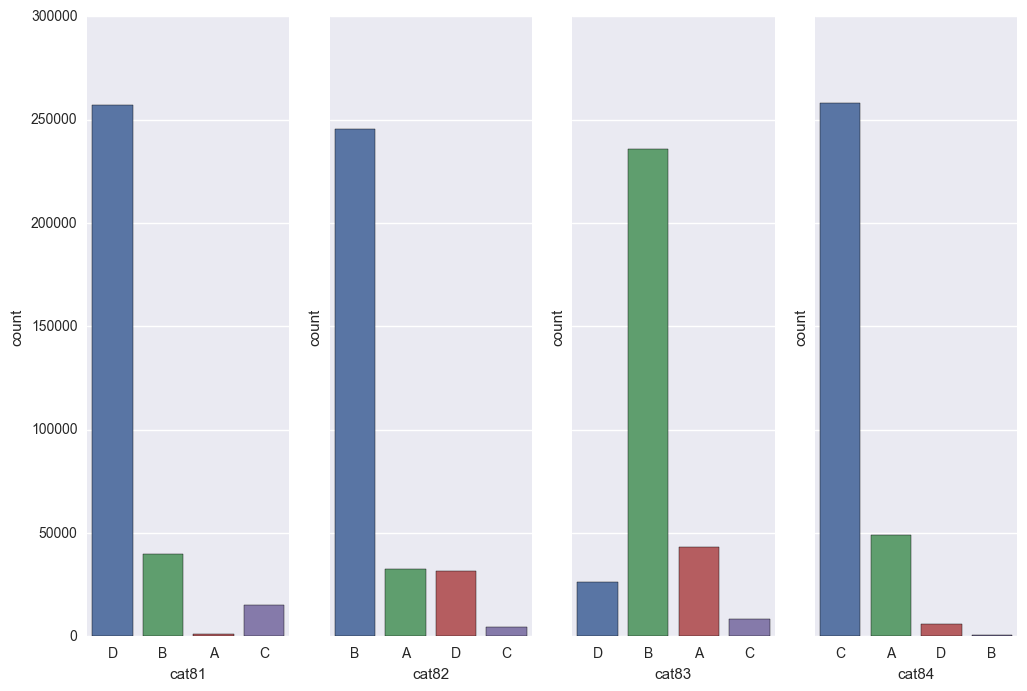 300000
250000
200000
150000
100000
50000
0
count
D B A C
cat81
count
B A D C
cat82
count
D B A C
cat83
count
C A D B
cat84